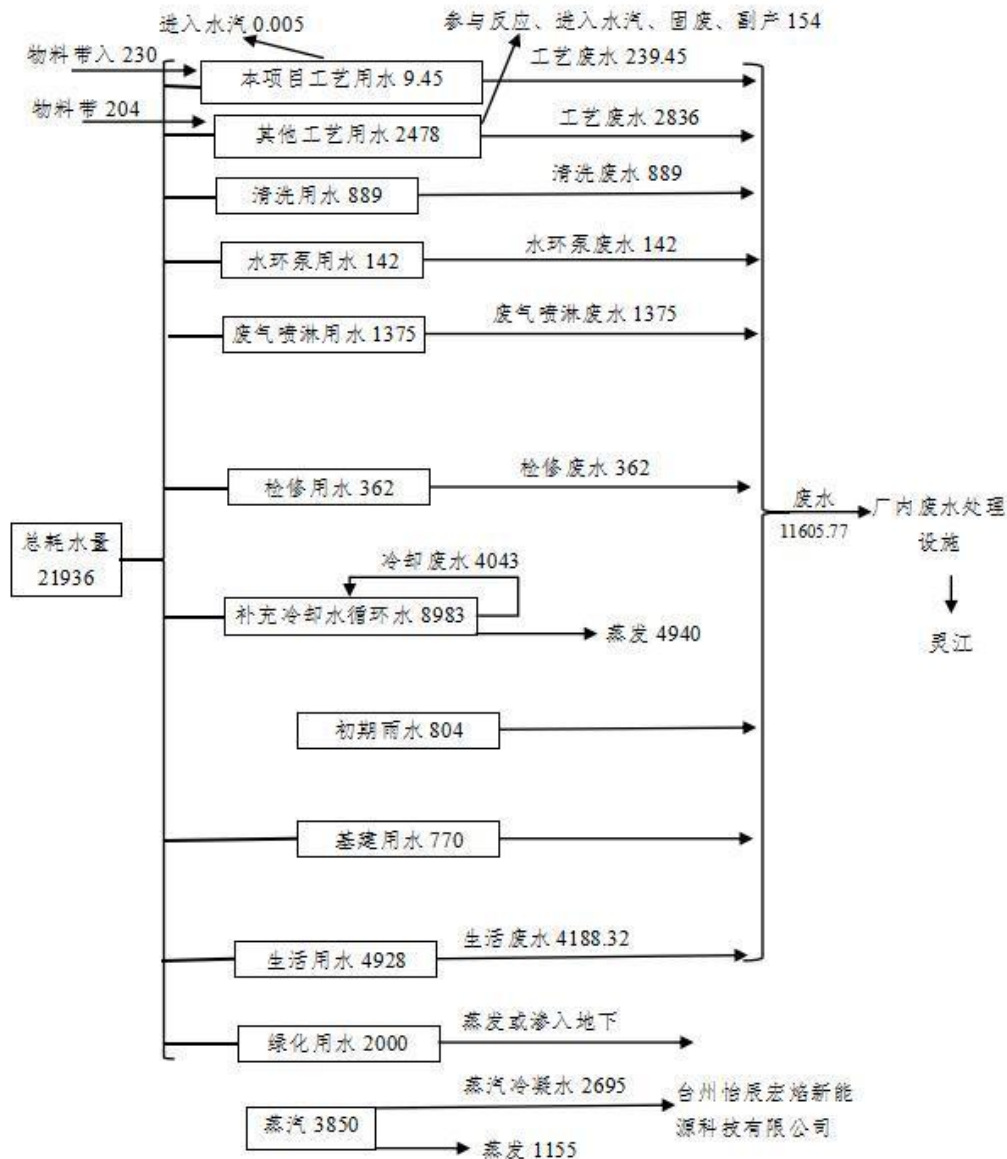 进入水汽 0.005
参与反应、进入水汽、固废、副产 154
物料带入 230
本项目工艺用水 9.45
工艺废水 239.45
物料带 204
其他工艺用水 2478
工艺废水 2836
清洗用水 889
清洗废水 889
水环泵用水 142
水环泵废水 142
废气喷淋用水 1375
废气喷淋废水 1375
检修用水 362
检修废水 362
废水
11605.77
厂内废水处理
设施
灵江
总耗水量
21936
冷却废水 4043
补充冷却水循环水 8983
蒸发 4940
初期雨水 804
基建用水 770
生活用水 4928
生活废水 4188.32
绿化用水 2000
蒸发或渗入地下
蒸汽 3850
蒸汽冷凝水 2695
台州怡辰宏焰新能
源科技有限公司
蒸发 1155